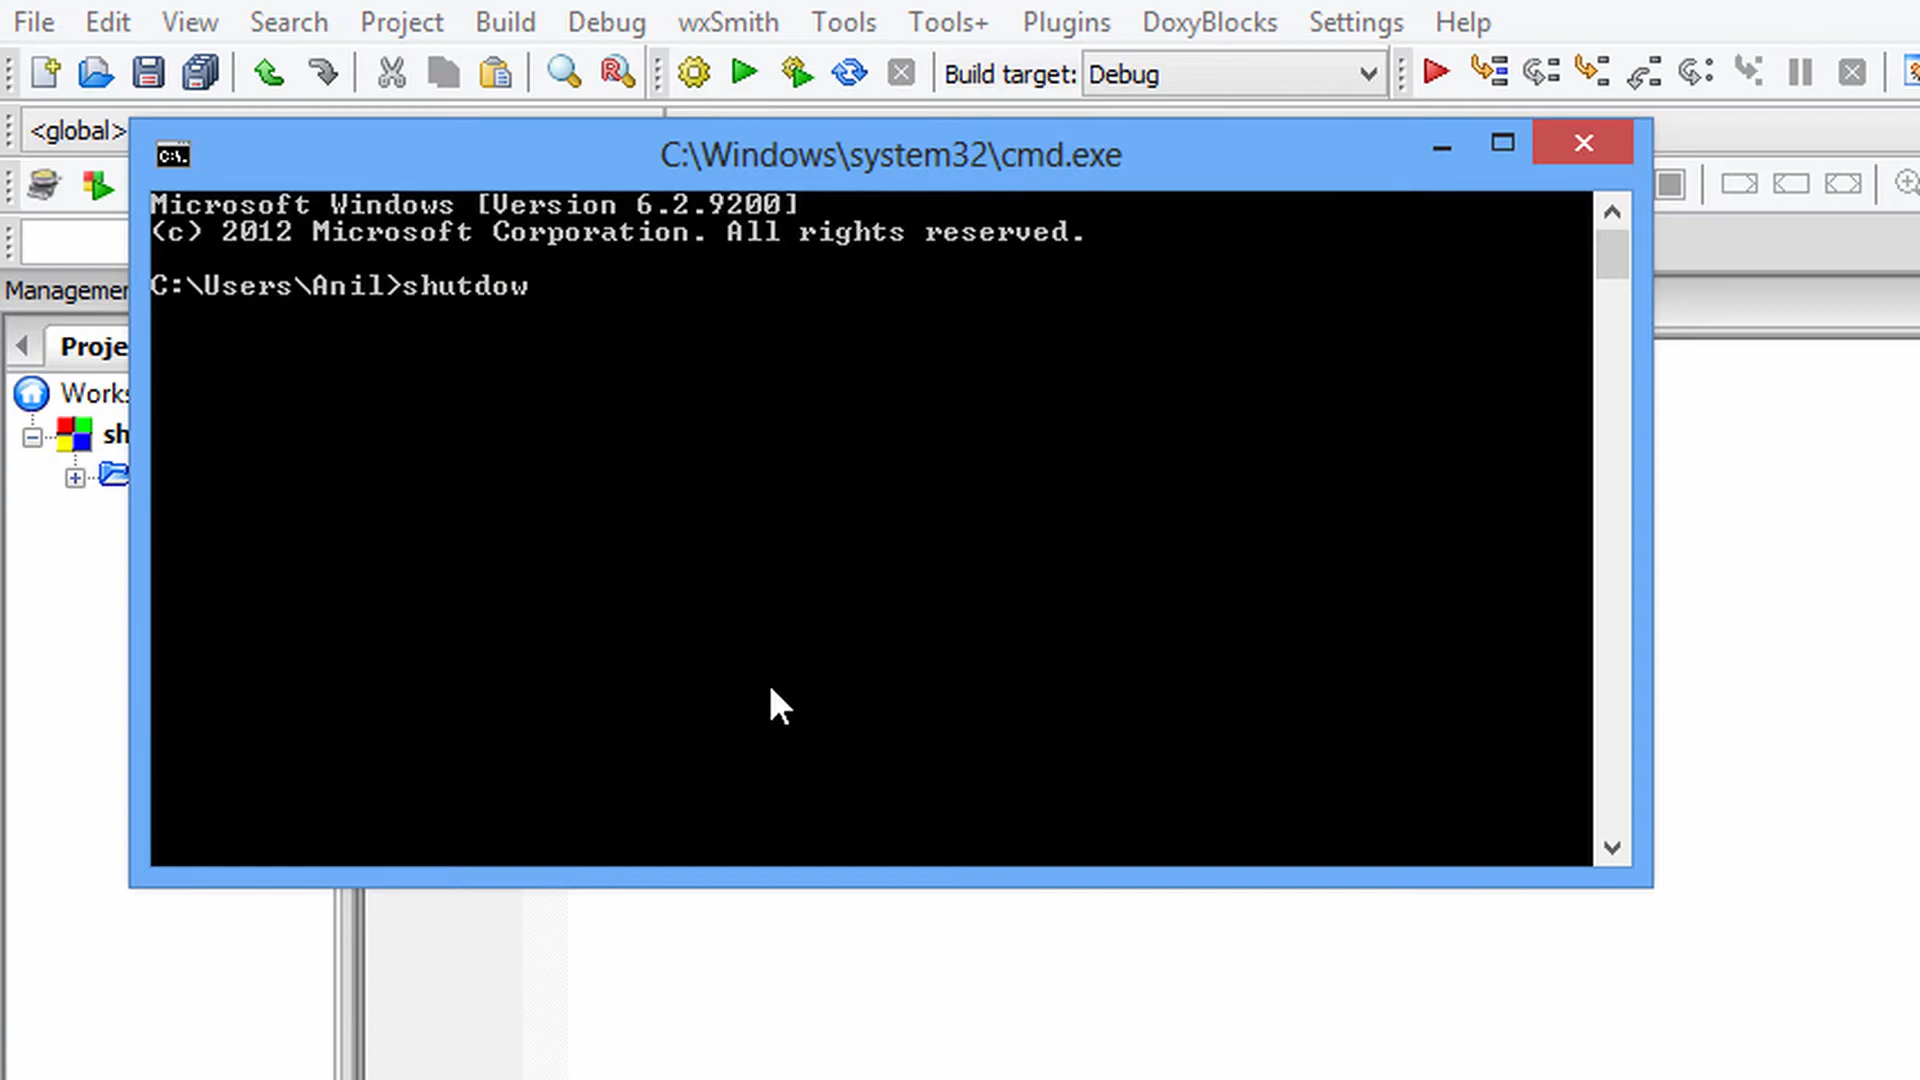 File Edit View Search Project Build Debug wxSmith Tools Tools+ Plugins DoxyBlocks Settings Help
Build target: Debug
<global>
C:\Windows\system32\cmd.exe
Microsoft Windows [Version 6.2.9200]
(c) 2012 Microsoft Corporation. All rights reserved.
C:\Users\Anil>shutdow
Managemen
Proje
Works
sh